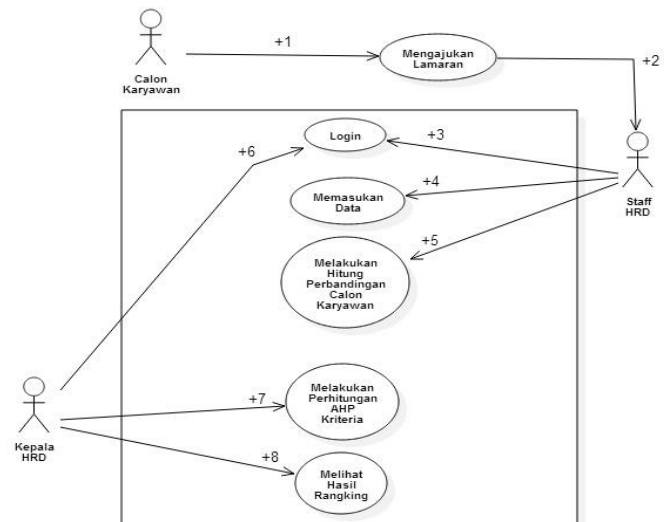 +1
Mengajukan
Lamaran
+2
Calon
Karyawan
Login
+3
+6
Memasukan
Data
+4
Staff
HRD
+5
Melakukan
Hitung
Perbandingan
Calon
Karyawan
Melakukan
Perhitungan
AHP
Kriteria
+7
Kepala
HRD
+8
Melihat
Hasil
Rangking